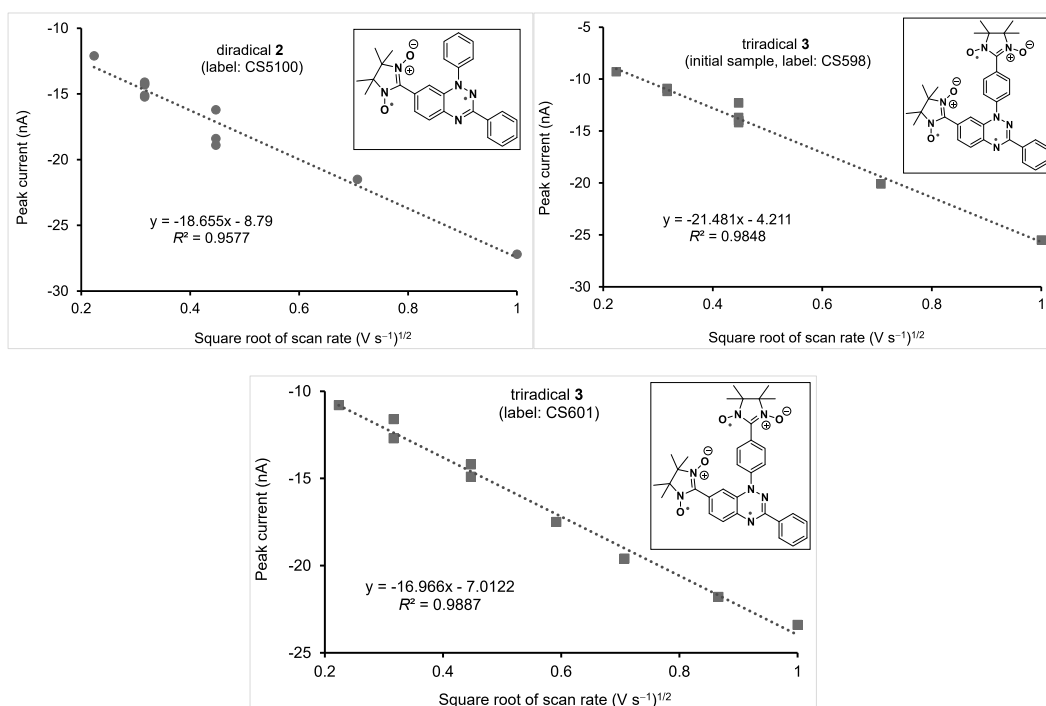 diradical 2
(label: CS5100)
Peak current (nA)
-10
-15
-20
-25
-30
y = -18.655x - 8.79
R² = 0.9577
0.2
0.4
0.6
0.8
1
Square root of scan rate (V s⁻¹)¹/²
N
O
⊖
⊕
N
O•
N
N
•
N
triradical 3
(initial sample, label: CS598)
Peak current (nA)
-5
-10
-15
-20
-25
-30
y = -21.481x - 4.211
R² = 0.9848
0.2
0.4
0.6
0.8
1
Square root of scan rate (V s⁻¹)¹/²
O
•
N
N
⊕
O
⊖
N
O
⊖
⊕
N
O•
N
N
N
•
triradical 3
(label: CS601)
Peak current (nA)
-10
-15
-20
-25
y = -16.966x - 7.0122
R² = 0.9887
0.2
0.4
0.6
0.8
1
Square root of scan rate (V s⁻¹)¹/²
O
•
N
N
⊕
O
⊖
N
O
⊖
⊕
N
O•
N
N
N
•